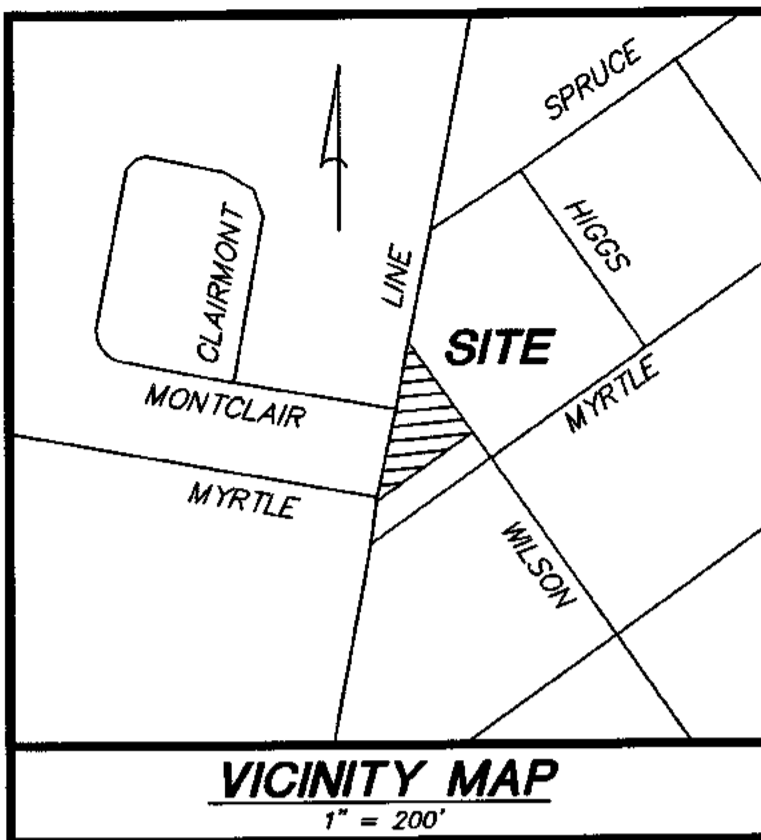 SPRUCE
HIGGS
CLAIRMONT
LINE
SITE
MONTCLAIR
MYRTLE
MYRTLE
WILSON
VICINITY MAP
1" = 200'